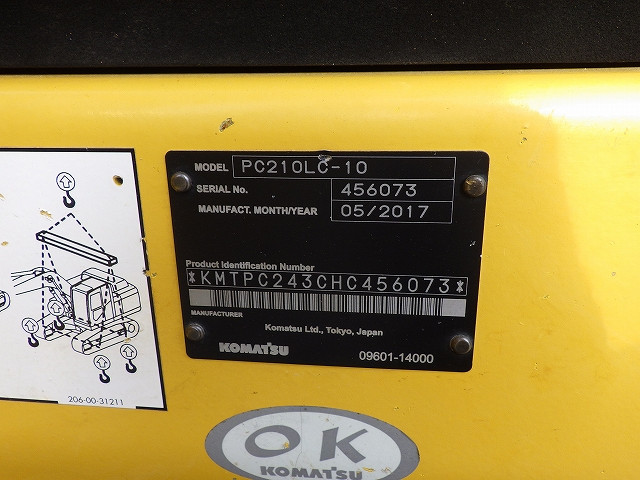 MODEL PC210LC-10
SERIAL No. 456073
MANUFACT. MONTH/YEAR 05/2017
Product Identification Number
*KMTPC243CHC456073*
MANUFACTURER
Komatsu Ltd., Tokyo, Japan
KOMATSU 09601-14000
206-00-31211
OK
KOMATSU